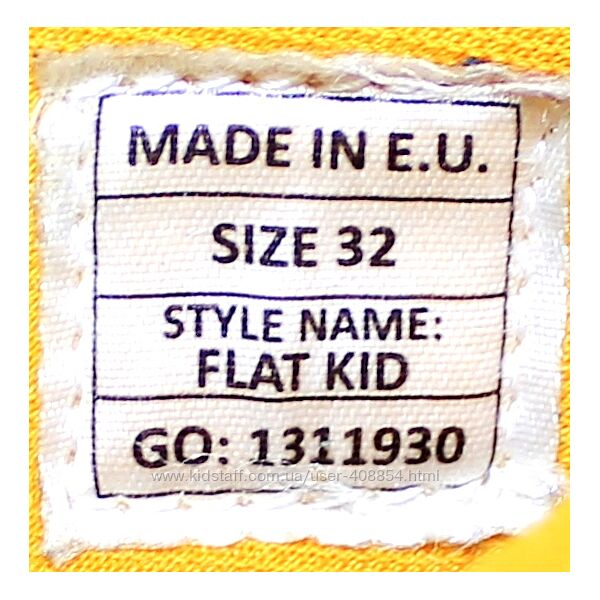 MADE IN E.U.
SIZE 32
STYLE NAME:
FLAT KID
GO: 1311930
www.kidstaff.com.ua/user-408854.html